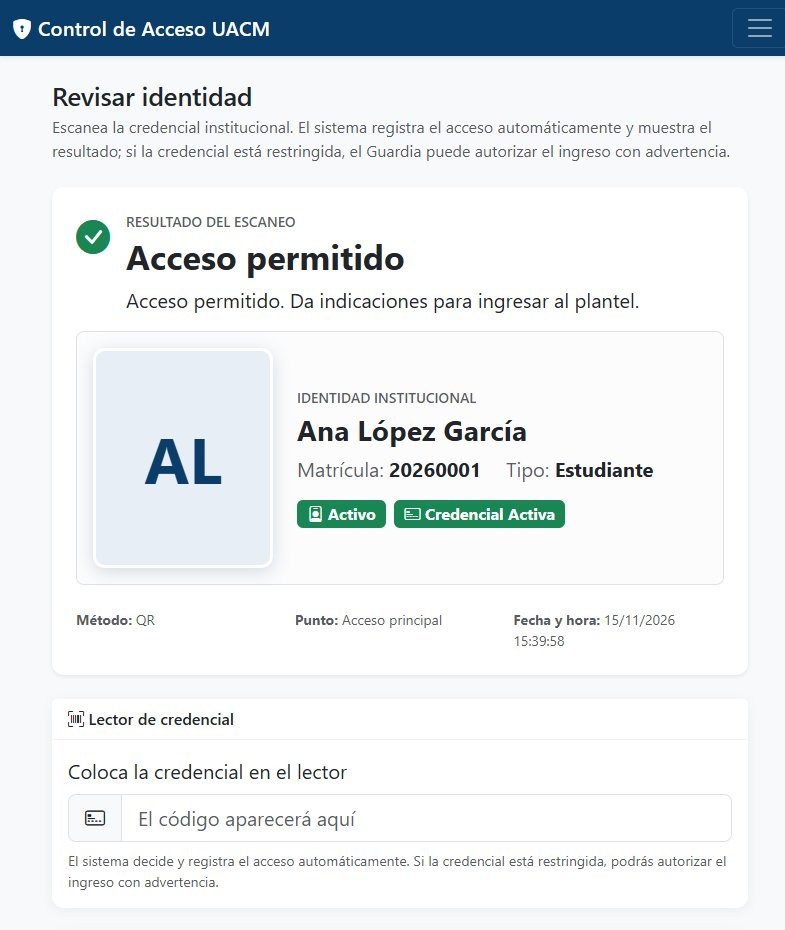 Control de Acceso UACM
Revisar identidad
Escanea la credencial institucional. El sistema registra el acceso automáticamente y muestra el
resultado; si la credencial está restringida, el Guardia puede autorizar el ingreso con advertencia.
RESULTADO DEL ESCANEO
Acceso permitido
Acceso permitido. Da indicaciones para ingresar al plantel.
AL
IDENTIDAD INSTITUCIONAL
Ana López García
Matrícula: 20260001 Tipo: Estudiante
Activo Credencial Activa
Método: QR Punto: Acceso principal Fecha y hora: 15/11/2026
15:39:58
Lector de credencial
Coloca la credencial en el lector
El código aparecerá aquí
El sistema decide y registra el acceso automáticamente. Si la credencial está restringida, podrás autorizar el
ingreso con advertencia.